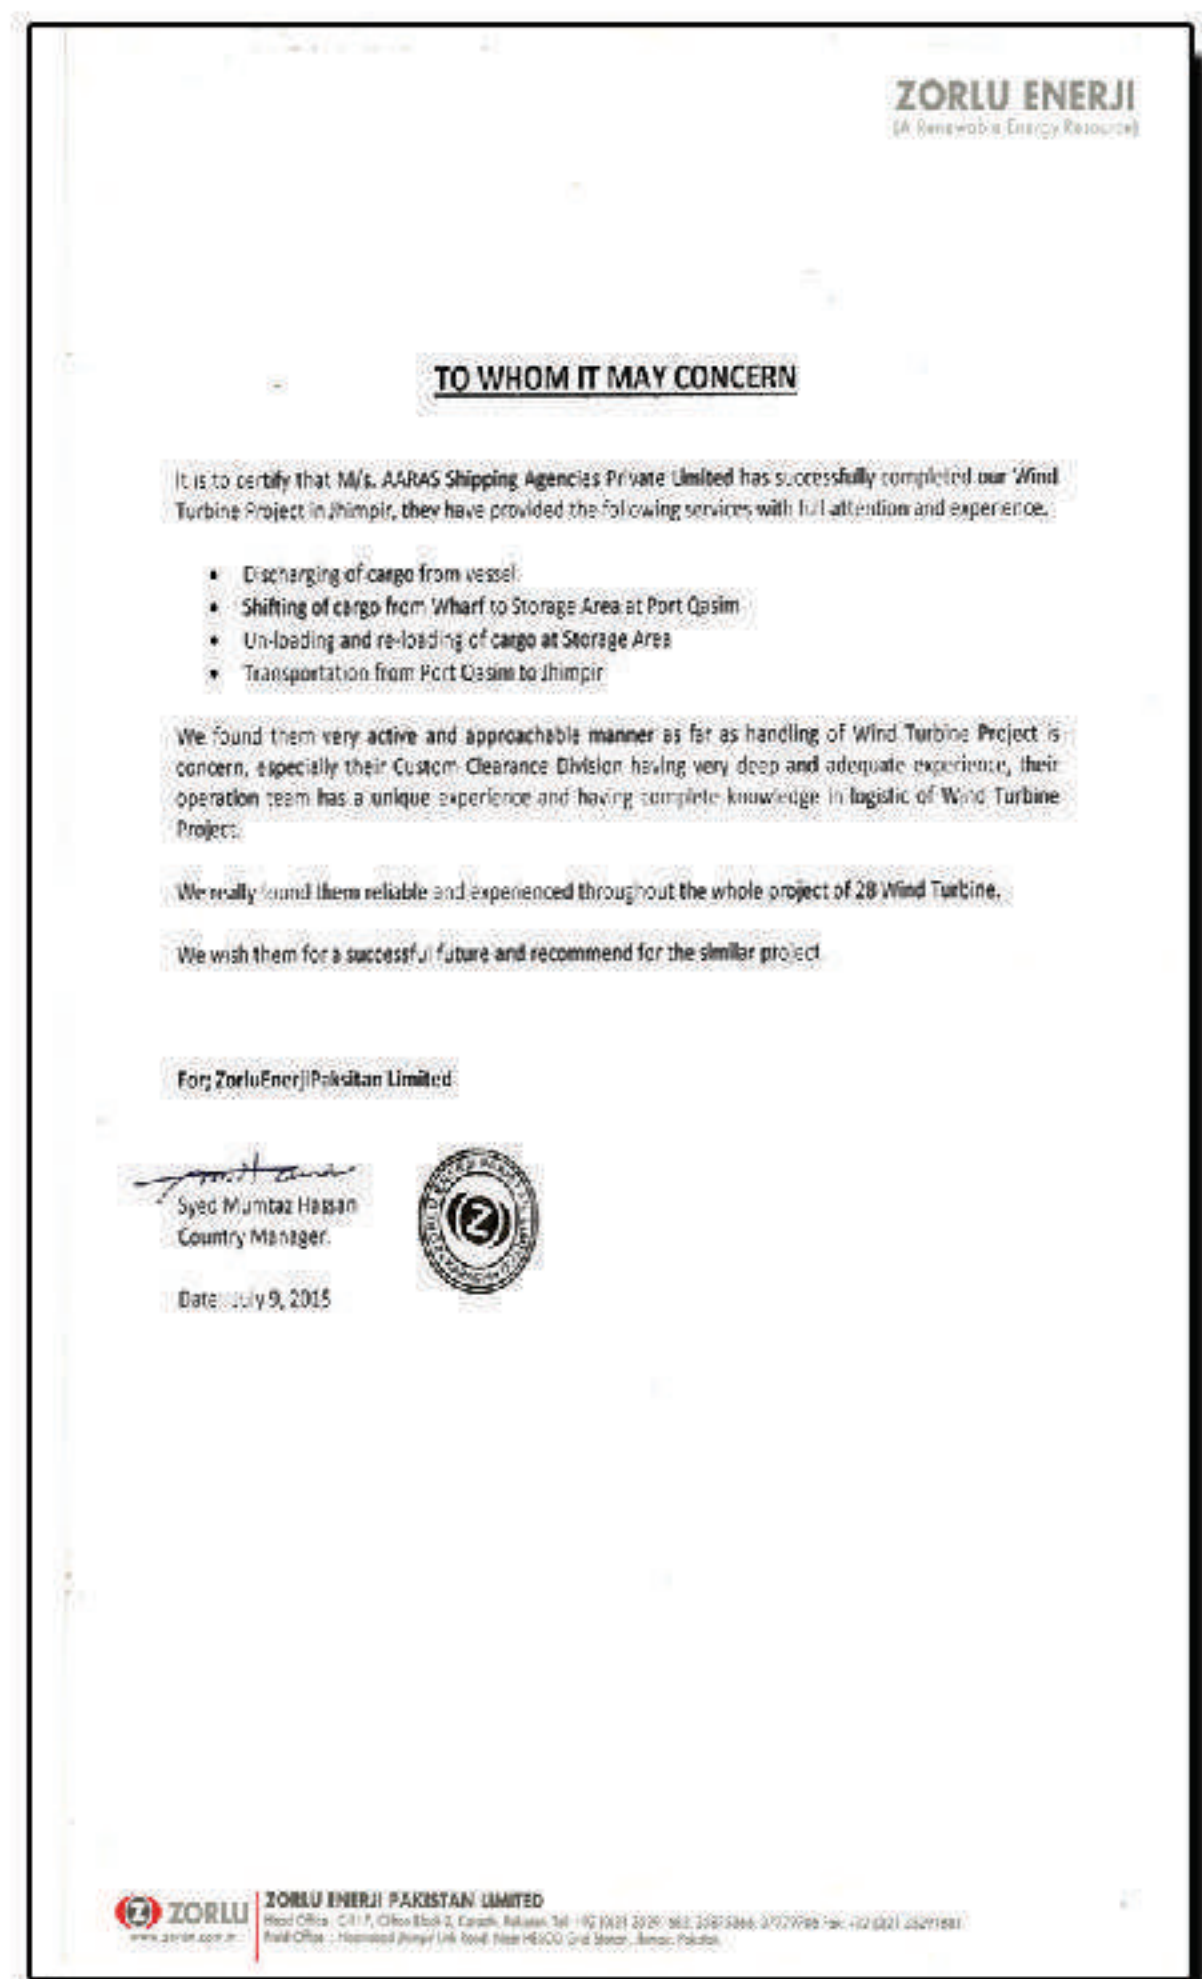 ZORLU ENERJI
(A Renewable Energy Resource)
TO WHOM IT MAY CONCERN
It is to certify that M/s. AARAS Shipping Agencies Private Limited has successfully completed our Wind
Turbine Project in Jhimpir, they have provided the following services with full attention and experience.
• Discharging of cargo from vessel.
• Shifting of cargo from Wharf to Storage Area at Port Qasim
• Un-loading and re-loading of cargo at Storage Area
• Transportation from Port Qasim to Jhimpir
We found them very active and approachable manner as far as handling of Wind Turbine Project is
concern, especially their Custom Clearance Division having very deep and adequate experience, their
operation team has a unique experience and having complete knowledge in logistic of Wind Turbine
Project.
We really found them reliable and experienced throughout the whole project of 28 Wind Turbine.
We wish them for a successful future and recommend for the similar project
For; ZorluEnerjiPaksitan Limited
Syed Mumtaz Hassan
Country Manager.
Date: July 9, 2015
Z ZORLU
ZORLU ENERJI PAKISTAN LIMITED
Head Office :
Field Office :